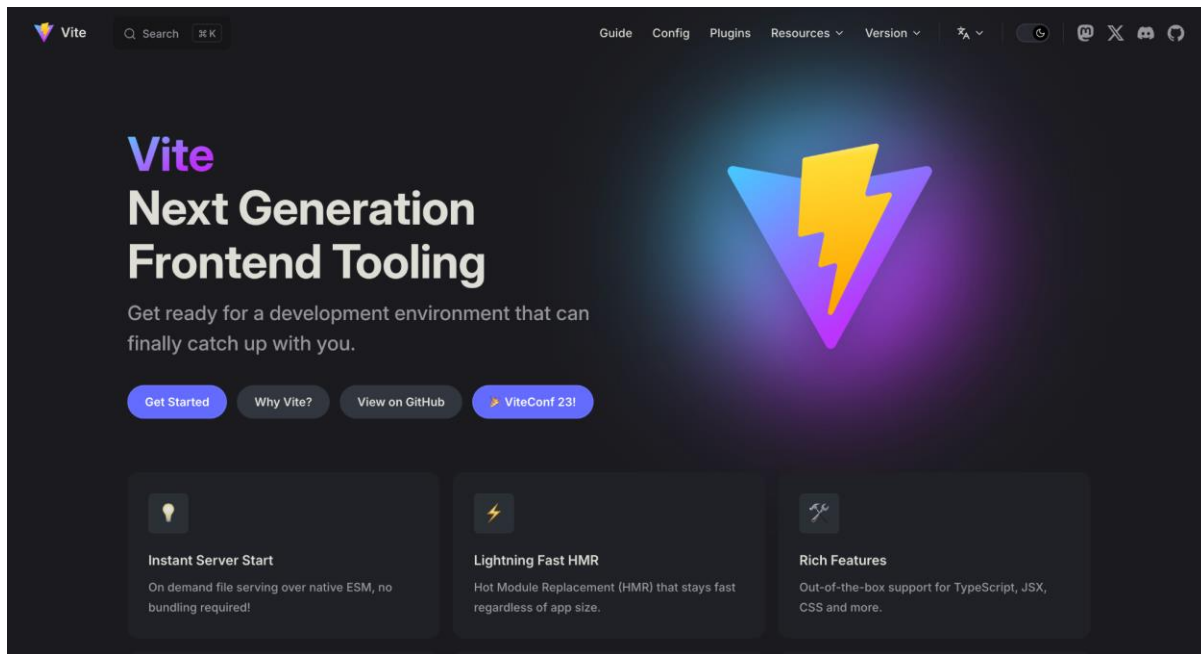 Vite
Search ⌘ K
Guide Config Plugins Resources Version
Vite
Next Generation
Frontend Tooling
Get ready for a development environment that can
finally catch up with you.
Get Started Why Vite? View on GitHub 🎉 ViteConf 23!
Instant Server Start
On demand file serving over native ESM, no
bundling required!
Lightning Fast HMR
Hot Module Replacement (HMR) that stays fast
regardless of app size.
Rich Features
Out-of-the-box support for TypeScript, JSX,
CSS and more.